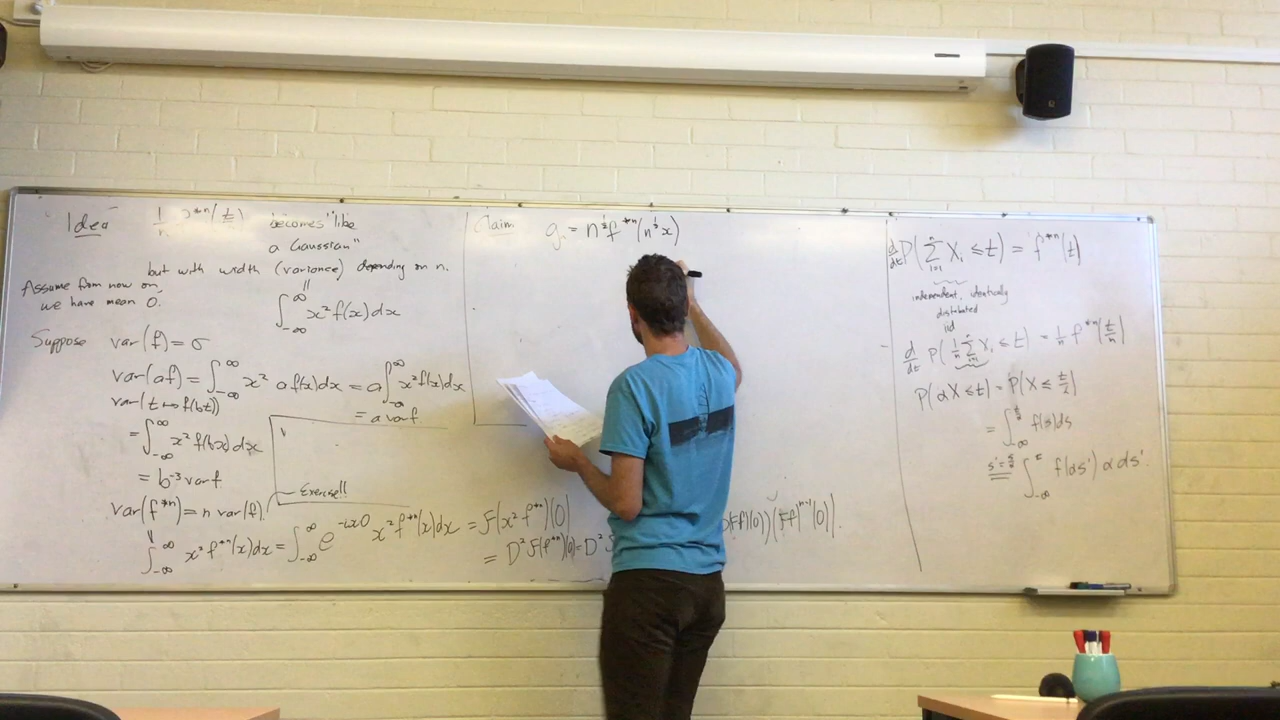 Idea
becomes "like
a Gaussian"
but with width (variance) depending on n.
Assume from now on,
we have mean 0.
∫_{-∞}^{∞} x² f(x) dx
Suppose var(f) = σ
var(af) = ∫_{-∞}^{∞} x² a f(x) dx = a ∫_{-∞}^{∞} x² f(x) dx
= a var f.
var(t ↦ f(bt))
= ∫_{-∞}^{∞} x² f(bx) dx
= b⁻³ var f
Exercise!!
var(f^{*n}) = n var(f).
∫_{-∞}^{∞} x² f^{*n}(x) dx = ∫_{-∞}^{∞} e^{-ix0} x² f^{*n}(x) dx = F(x² f^{*n})(0)
= D² F(f^{*n})(0) = D²
(Ff)^{n-1}(0)).
Claim
g = n^{½} f^{*n}(n^{½} x)
d/dt P(∑_{i=1}^{n} X_i ≤ t) = f^{*n}(t)
independent, identically
distributed
iid
d/dt P(1/n ∑_{i=1}^{n} X_i ≤ t) = 1/n f^{*n}(t/n)
P(αX ≤ t) = P(X ≤ t/α)
= ∫_{-∞}^{t/α} f(s) ds
∫_{-∞}^{t} f(αs') α ds'.